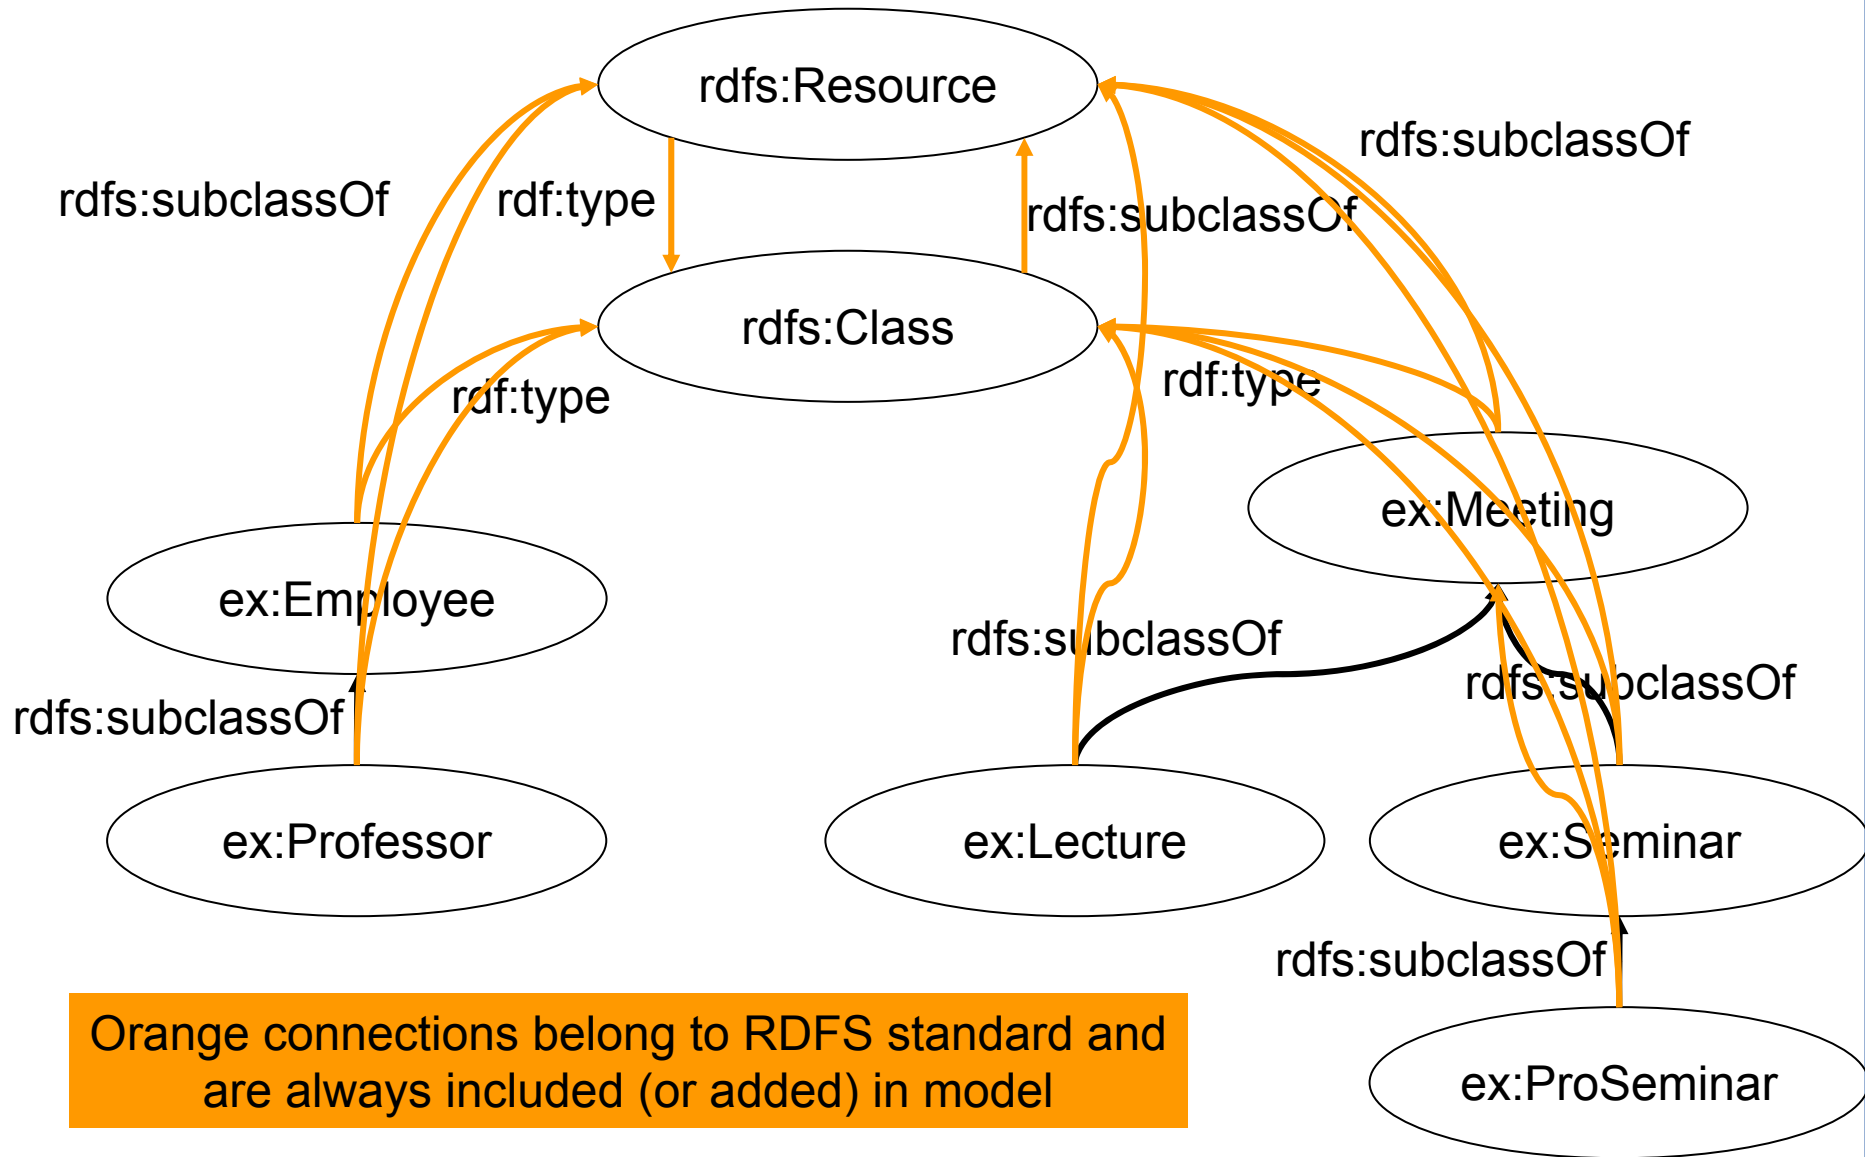 rdfs:Resource
rdfs:subclassOf
rdfs:subclassOf
rdf:type
rdfs:subclassOf
rdfs:Class
rdf:type
rdf:type
ex:Meeting
ex:Employee
rdfs:subclassOf
rdfs:subclassOf
rdfs:subclassOf
ex:Professor
ex:Lecture
ex:Seminar
rdfs:subclassOf
Orange connections belong to RDFS standard and
are always included (or added) in model
ex:ProSeminar